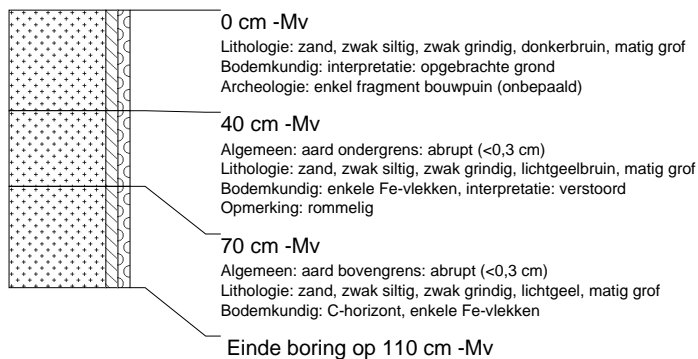 0 cm -Mv
Lithologie: zand, zwak siltig, zwak grindig, donkerbruin, matig grof
Bodemkundig: interpretatie: opgebrachte grond
Archeologie: enkel fragment bouwpuin (onbepaald)
40 cm -Mv
Algemeen: aard ondergrens: abrupt (<0,3 cm)
Lithologie: zand, zwak siltig, zwak grindig, lichtgeelbruin, matig grof
Bodemkundig: enkele Fe-vlekken, interpretatie: verstoord
Opmerking: rommelig
70 cm -Mv
Algemeen: aard bovengrens: abrupt (<0,3 cm)
Lithologie: zand, zwak siltig, zwak grindig, lichtgeel, matig grof
Bodemkundig: C-horizont, enkele Fe-vlekken
Einde boring op 110 cm -Mv